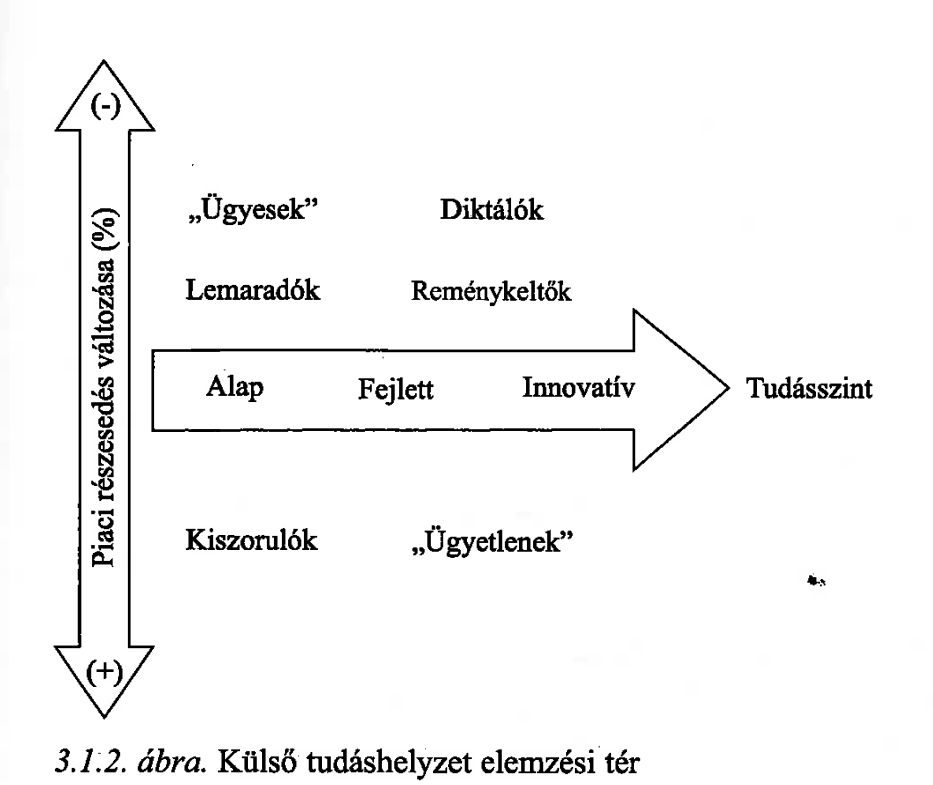 (-)
Piaci részesedés változása (%)
(+)
„Ügyesek” Diktálók
Lemaradók Reménykeltők
Alap Fejlett Innovatív Tudásszint
Kiszorulók „Ügyetlenek”
3.1.2. ábra. Külső tudáshelyzet elemzési tér